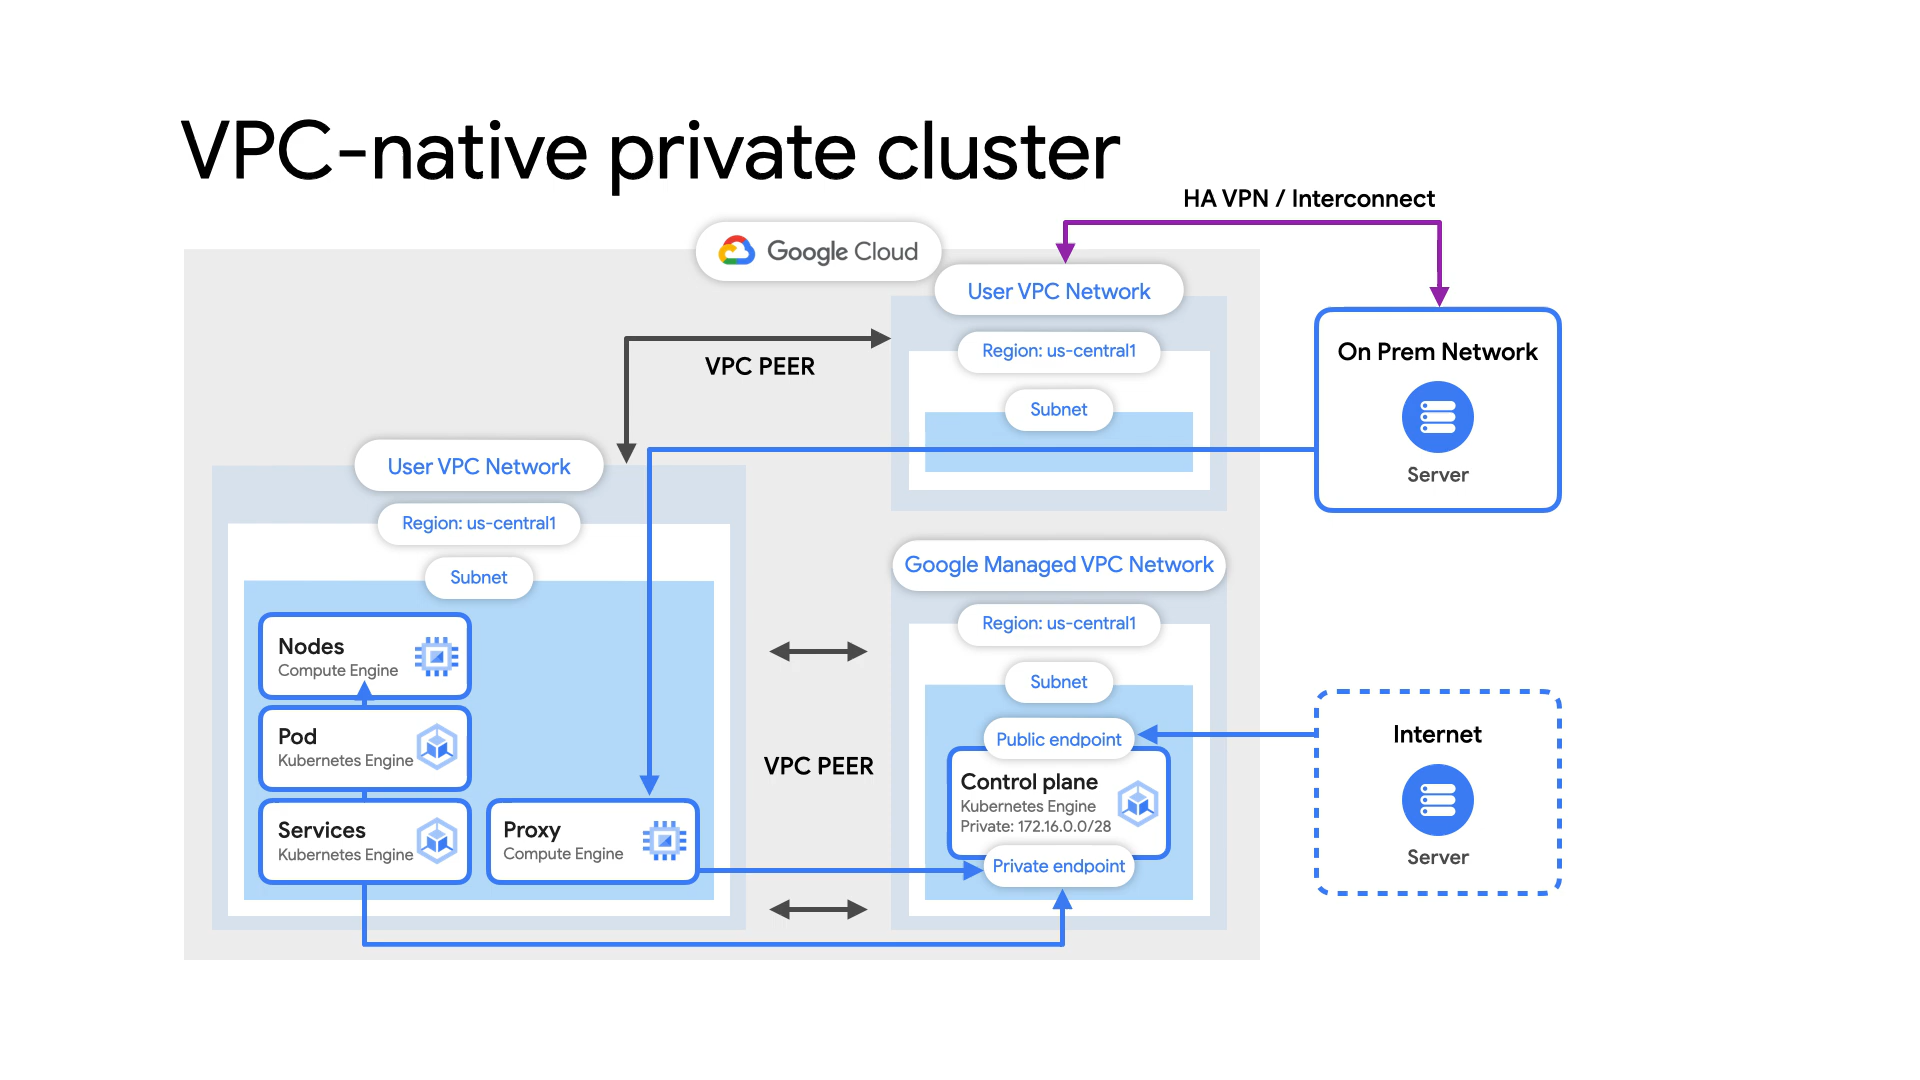 VPC-native private cluster
HA VPN / Interconnect
Google Cloud
User VPC Network
Region: us-central1
Subnet
VPC PEER
On Prem Network
Server
User VPC Network
Region: us-central1
Subnet
Nodes
Compute Engine
Pod
Kubernetes Engine
Services
Kubernetes Engine
Proxy
Compute Engine
VPC PEER
Google Managed VPC Network
Region: us-central1
Subnet
Public endpoint
Control plane
Kubernetes Engine
Private: 172.16.0.0/28
Private endpoint
Internet
Server